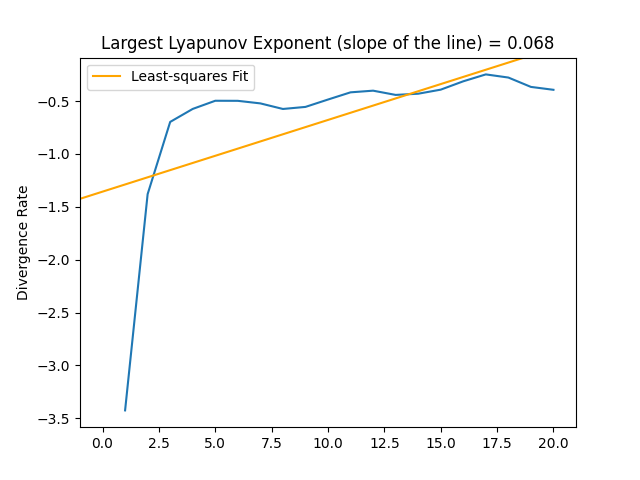 Largest Lyapunov Exponent (slope of the line) = 0.068
Least-squares Fit
Divergence Rate
−0.5
−1.0
−1.5
−2.0
−2.5
−3.0
−3.5
0.0 2.5 5.0 7.5 10.0 12.5 15.0 17.5 20.0